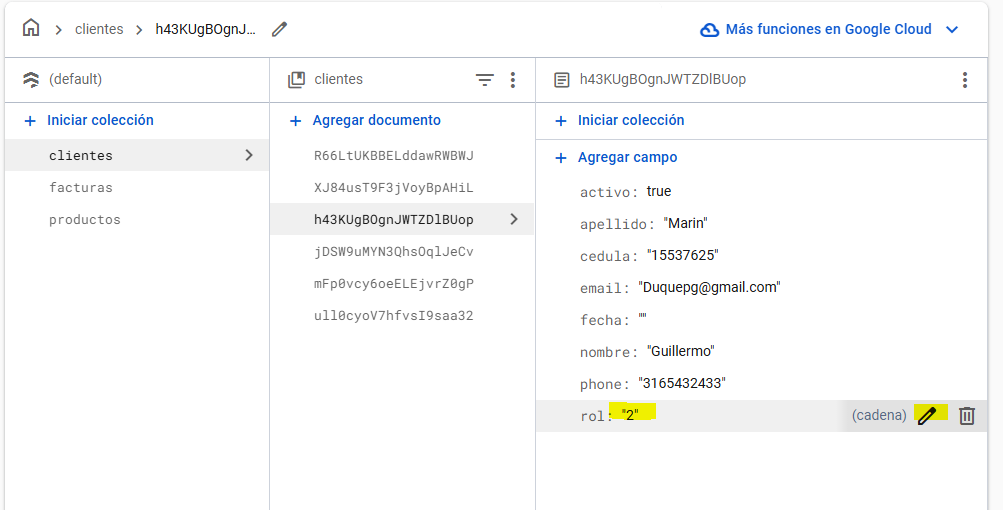 clientes h43KUgBOgnJ... Más funciones en Google Cloud
(default)
Iniciar colección
clientes
facturas
productos
clientes
Agregar documento
R66LtUKBBELddawRWBWJ
XJ84usT9F3jVoyBpAHiL
h43KUgBOgnJWTZDlBUop
jDSW9uMYN3QhsOqlJeCv
mFp0vcy6oeELEjvrZ0gP
ull0cyoV7hfvsI9saa32
h43KUgBOgnJWTZDlBUop
Iniciar colección
Agregar campo
activo: true
apellido: "Marin"
cedula: "15537625"
email: "Duquepg@gmail.com"
fecha: ""
nombre: "Guillermo"
phone: "3165432433"
rol: "2" (cadena)